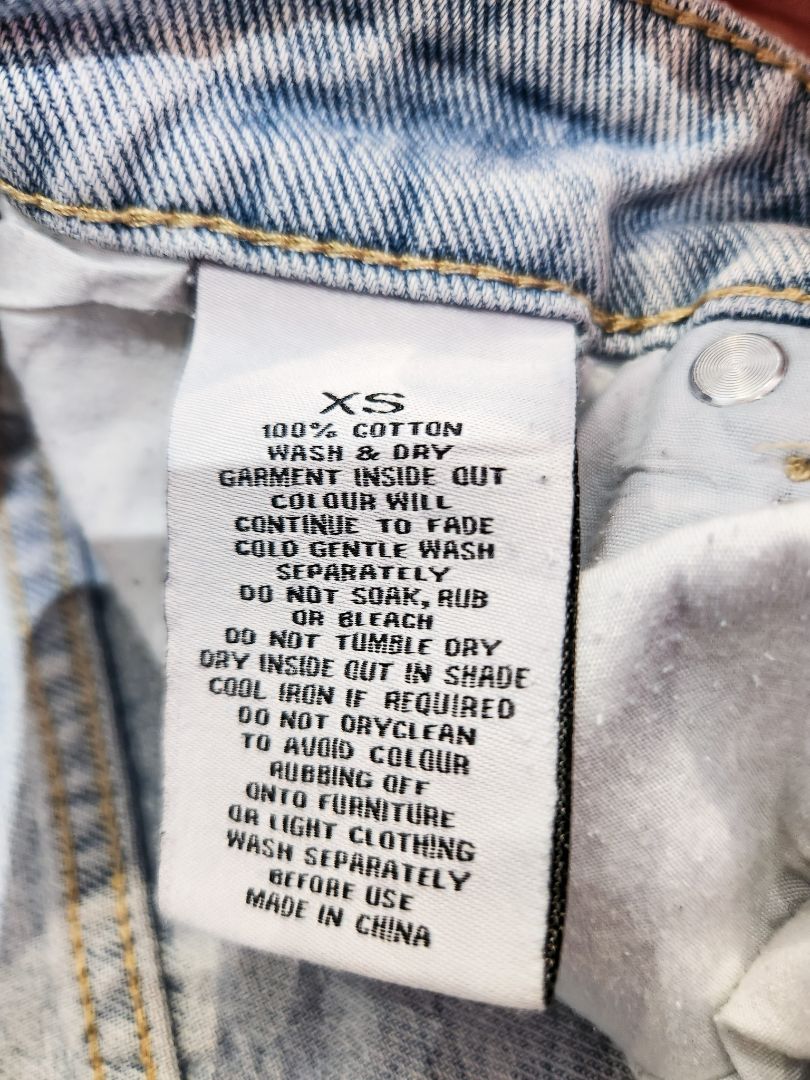 XS
100% COTTON
WASH & DRY
GARMENT INSIDE OUT
COLOUR WILL
CONTINUE TO FADE
COLD GENTLE WASH
SEPARATELY
DO NOT SOAK, RUB
OR BLEACH
DO NOT TUMBLE DRY
DRY INSIDE OUT IN SHADE
COOL IRON IF REQUIRED
DO NOT DRYCLEAN
TO AVOID COLOUR
RUBBING OFF
ONTO FURNITURE
OR LIGHT CLOTHING
WASH SEPARATELY
BEFORE USE
MADE IN CHINA